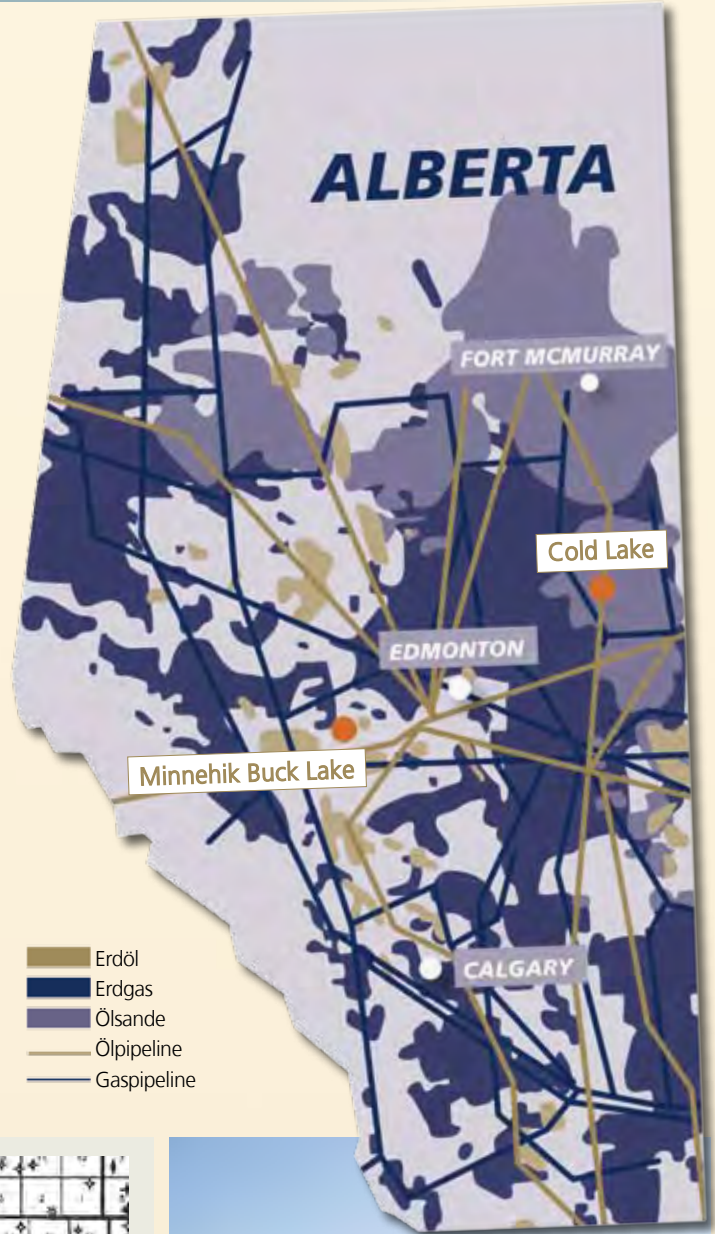 ALBERTA
FORT MCMURRAY
Cold Lake
EDMONTON
Minnehik Buck Lake
CALGARY
Erdöl
Erdgas
Ölsande
Ölpipeline
Gaspipeline